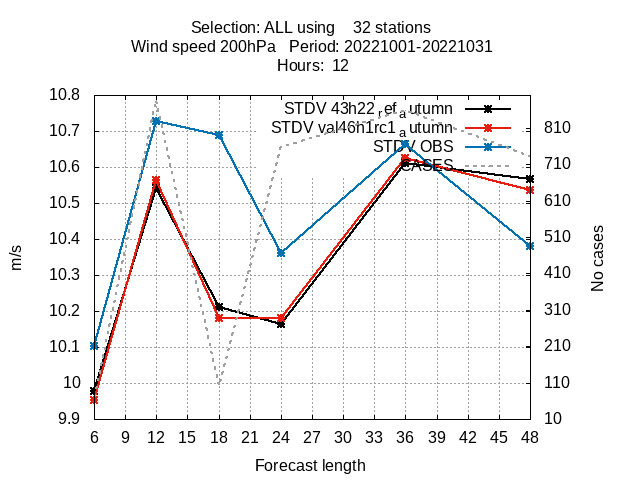 Selection: ALL using    32 stations
Wind speed 200hPa   Period: 20221001-20221031
Hours:  12
STDV 43h22 ref a utumn
STDV val46h1rc1 a utumn
STDV OBS
CASES
10.8
10.7
10.6
10.5
10.4
10.3
10.2
10.1
10
9.9
810
710
610
510
410
310
210
110
10
m/s
No cases
6 9 12 15 18 21 24 27 30 33 36 39 42 45 48
Forecast length